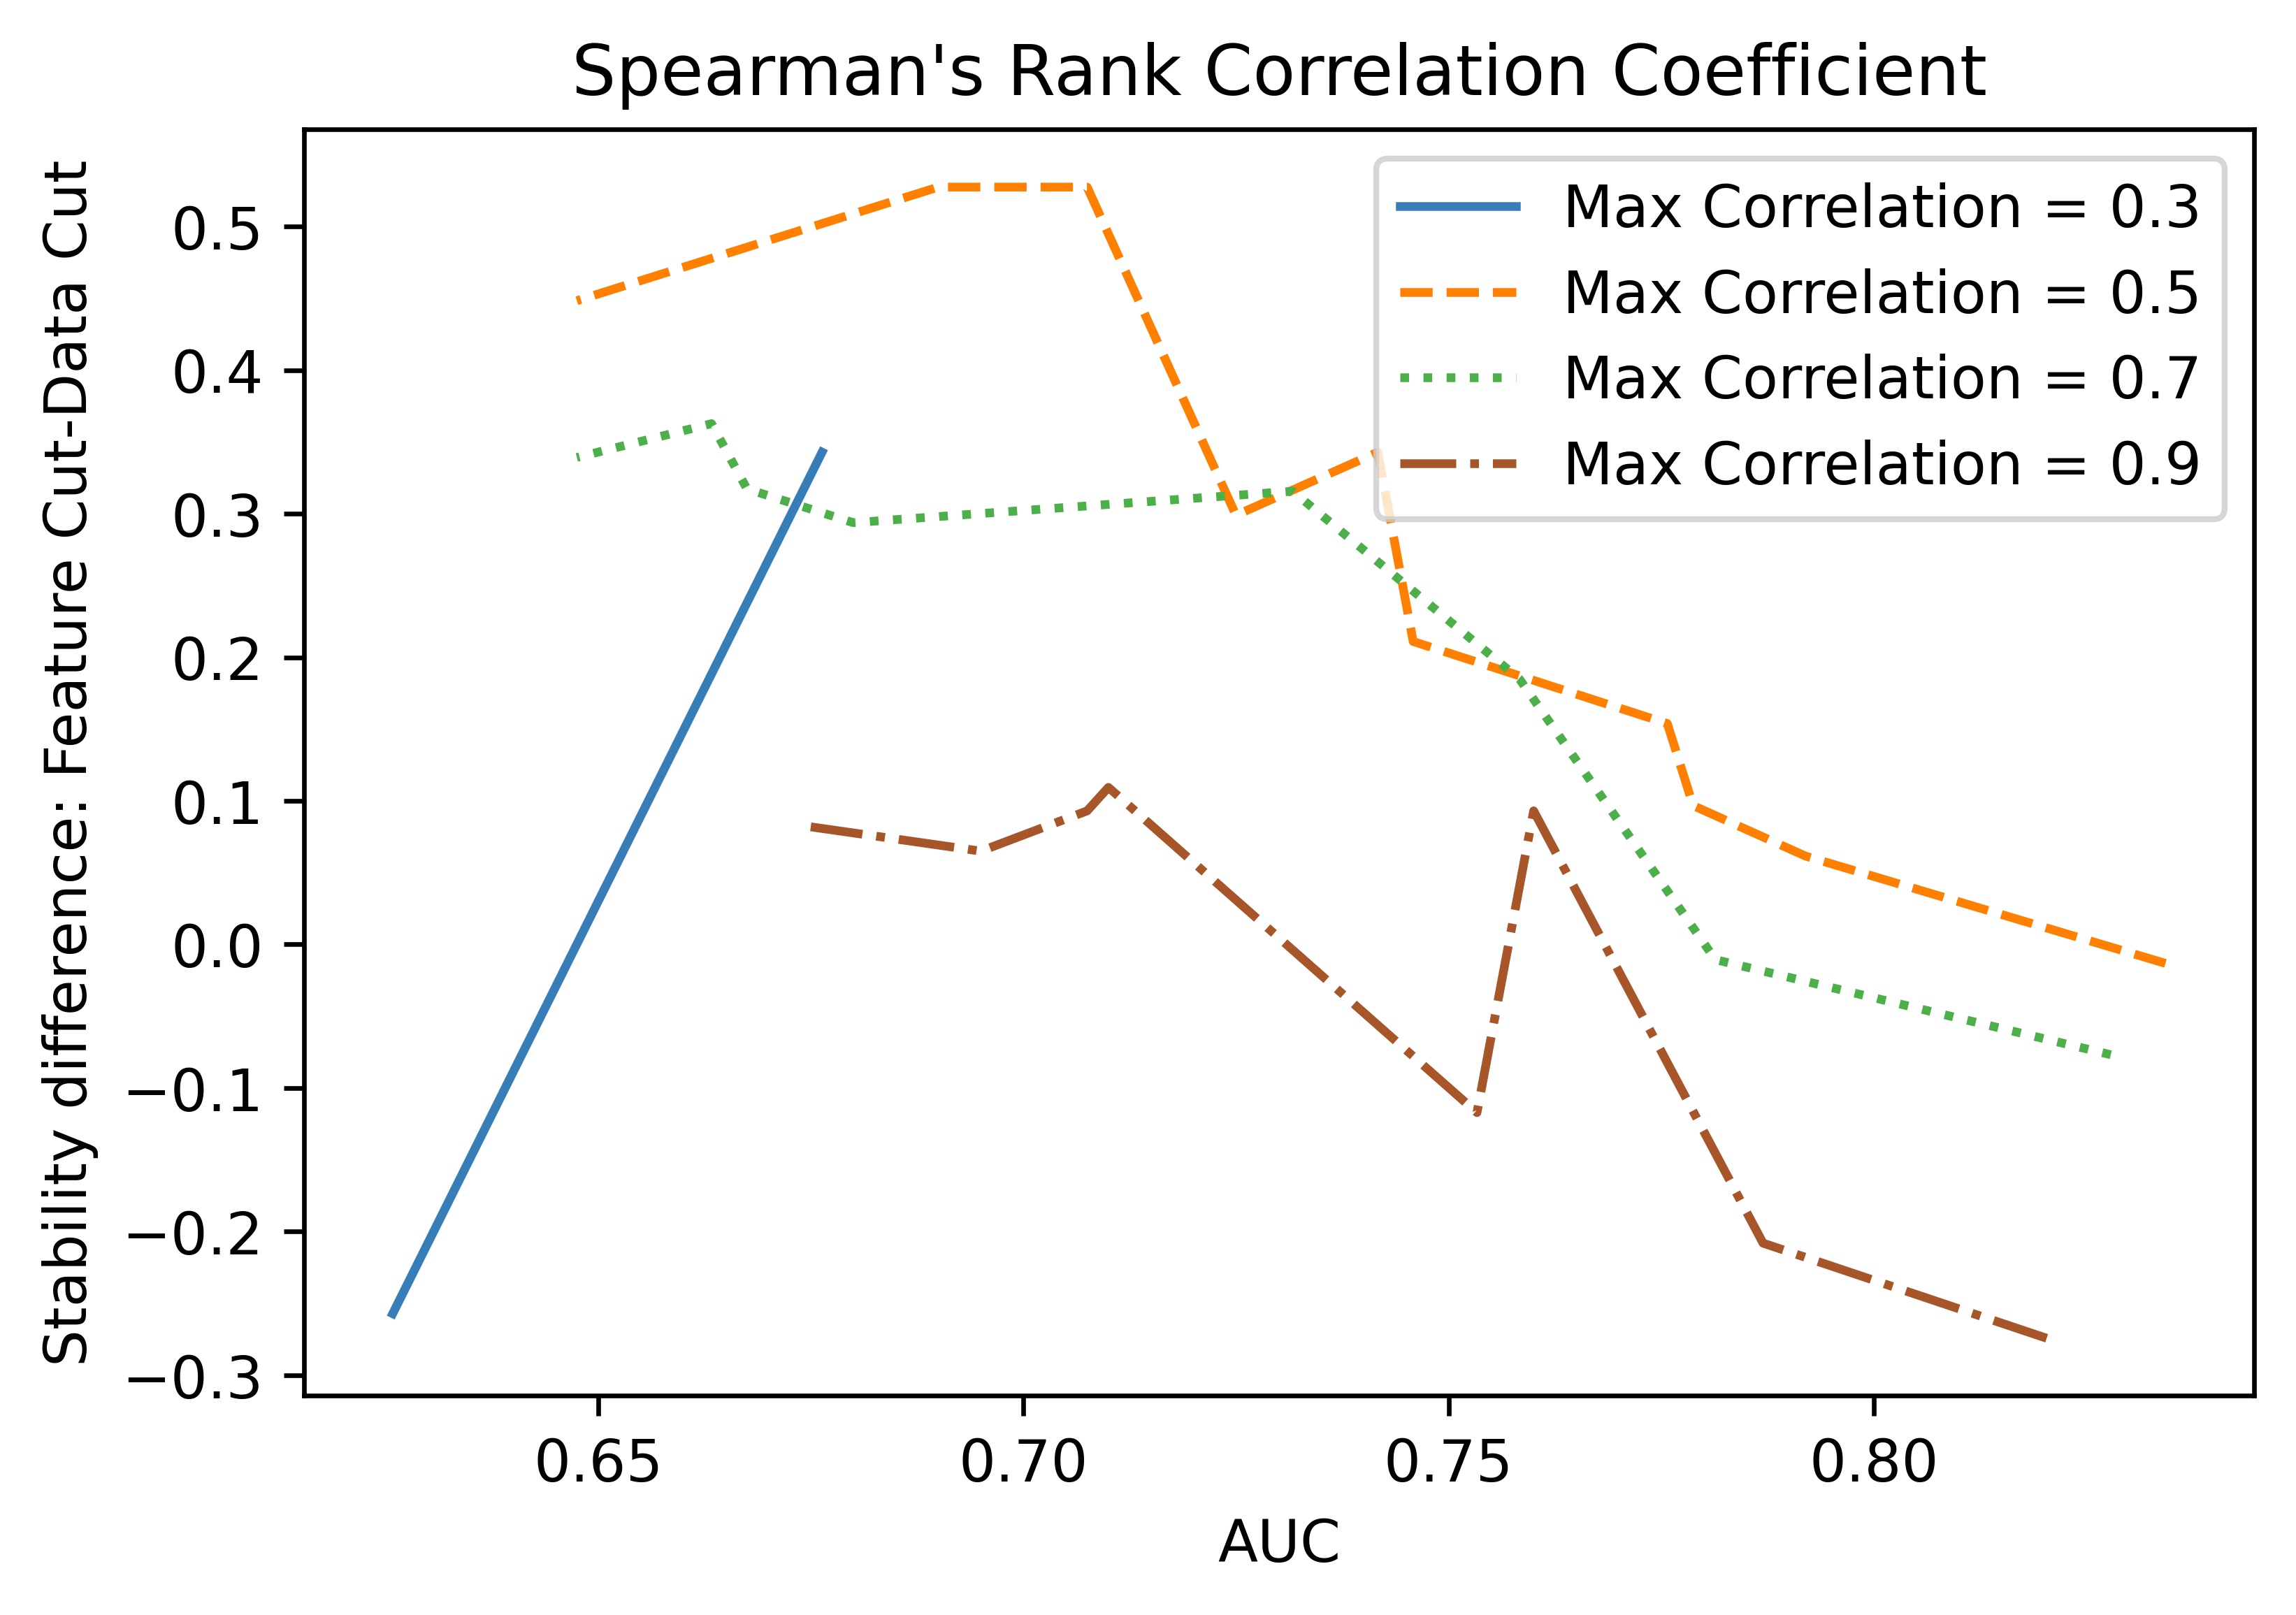 Spearman's Rank Correlation Coefficient
Stability difference: Feature Cut-Data Cut
0.5
0.4
0.3
0.2
0.1
0.0
−0.1
−0.2
−0.3
Max Correlation = 0.3
Max Correlation = 0.5
Max Correlation = 0.7
Max Correlation = 0.9
0.65
0.70
0.75
0.80
AUC